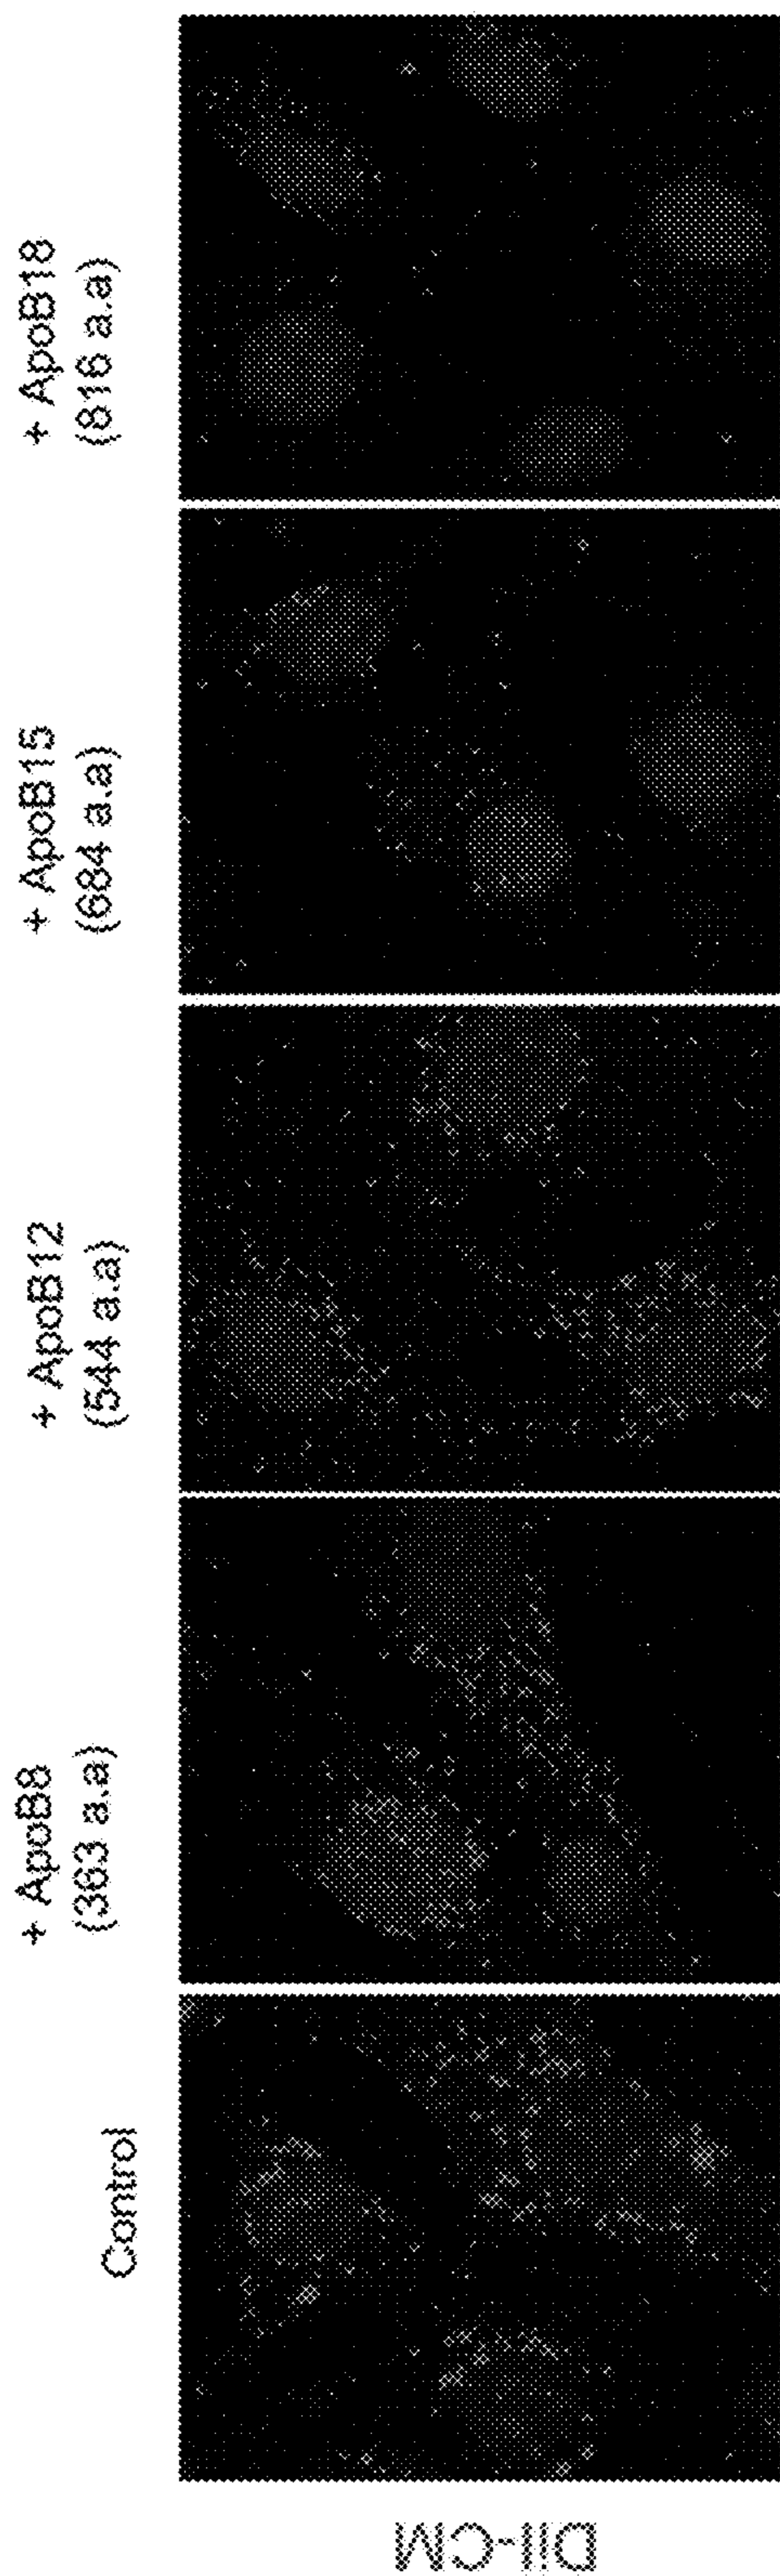 Control
+ ApoB8
(363 a.a)
+ ApoB12
(544 a.a)
+ ApoB15
(684 a.a)
+ ApoB18
(816 a.a)
DiI-CM